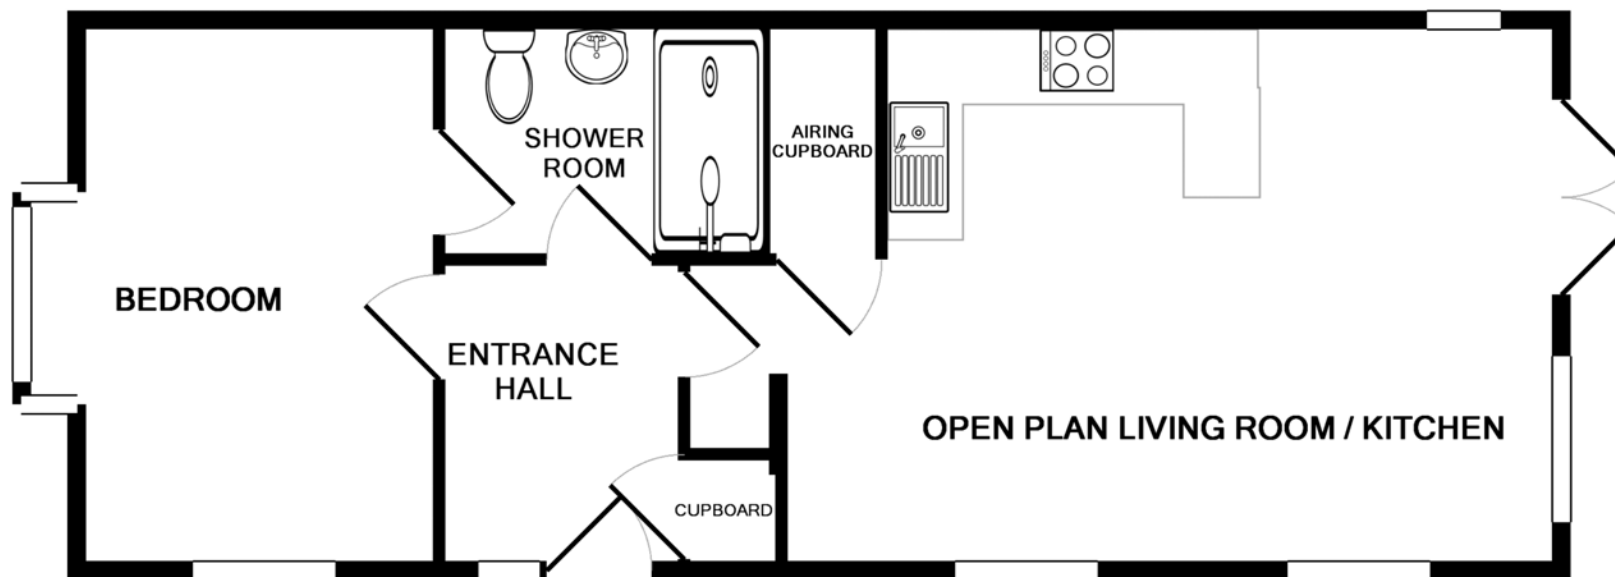 SHOWER
ROOM
AIRING
CUPBOARD
BEDROOM
ENTRANCE
HALL
OPEN PLAN LIVING ROOM / KITCHEN
CUPBOARD